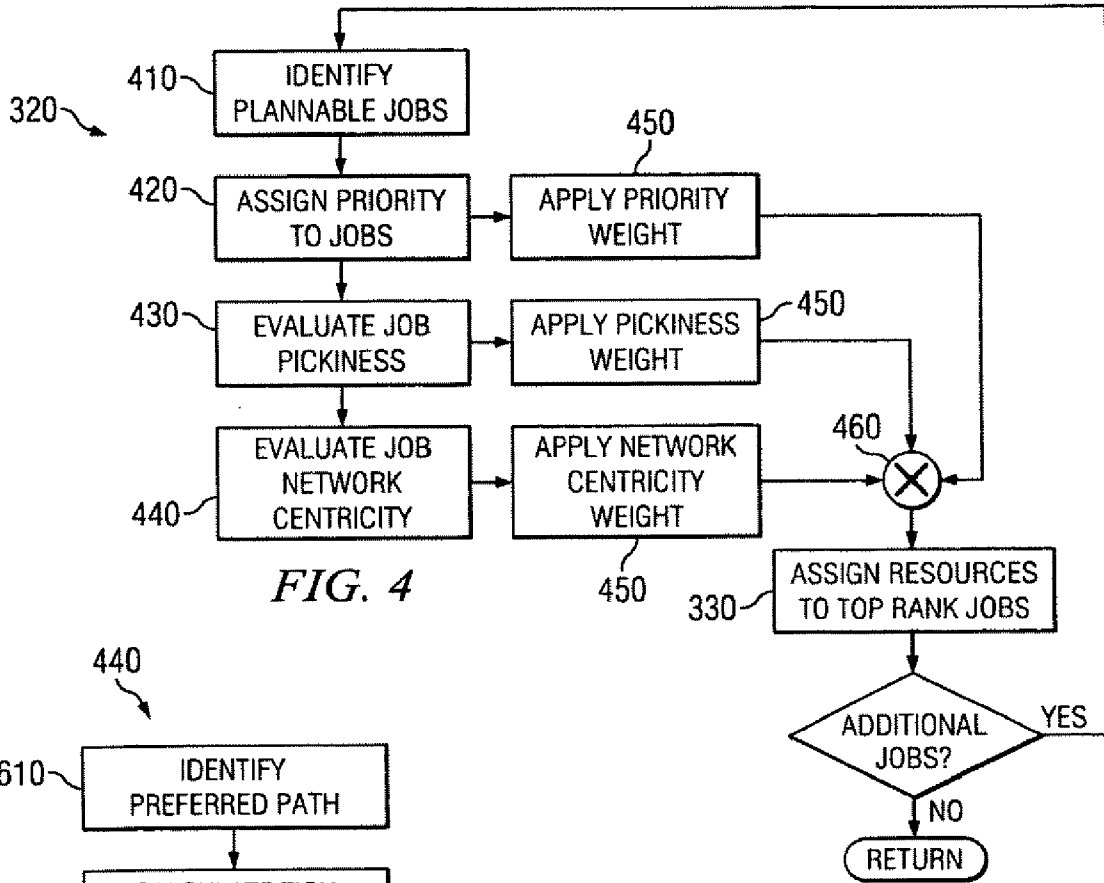 410
IDENTIFY
PLANNABLE JOBS
320
420
ASSIGN PRIORITY
TO JOBS
450
APPLY PRIORITY
WEIGHT
430
EVALUATE JOB
PICKINESS
450
APPLY PICKINESS
WEIGHT
440
EVALUATE JOB
NETWORK
CENTRICITY
APPLY NETWORK
CENTRICITY
WEIGHT
450
460
FIG. 4
330
ASSIGN RESOURCES
TO TOP RANK JOBS
ADDITIONAL
JOBS?
YES
NO
RETURN
440
610
IDENTIFY
PREFERRED PATH